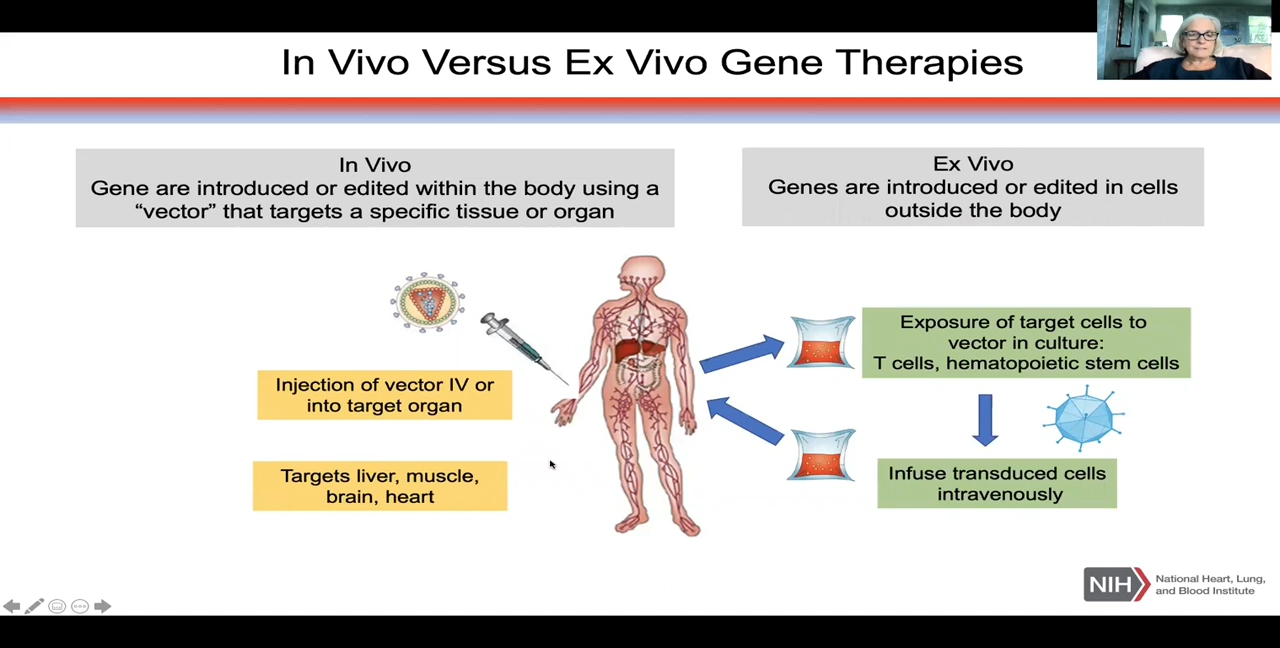 In Vivo Versus Ex Vivo Gene Therapies
In Vivo
Gene are introduced or edited within the body using a
“vector” that targets a specific tissue or organ
Ex Vivo
Genes are introduced or edited in cells
outside the body
Injection of vector IV or
into target organ
Targets liver, muscle,
brain, heart
Exposure of target cells to
vector in culture:
T cells, hematopoietic stem cells
Infuse transduced cells
intravenously
NIH
National Heart, Lung,
and Blood Institute